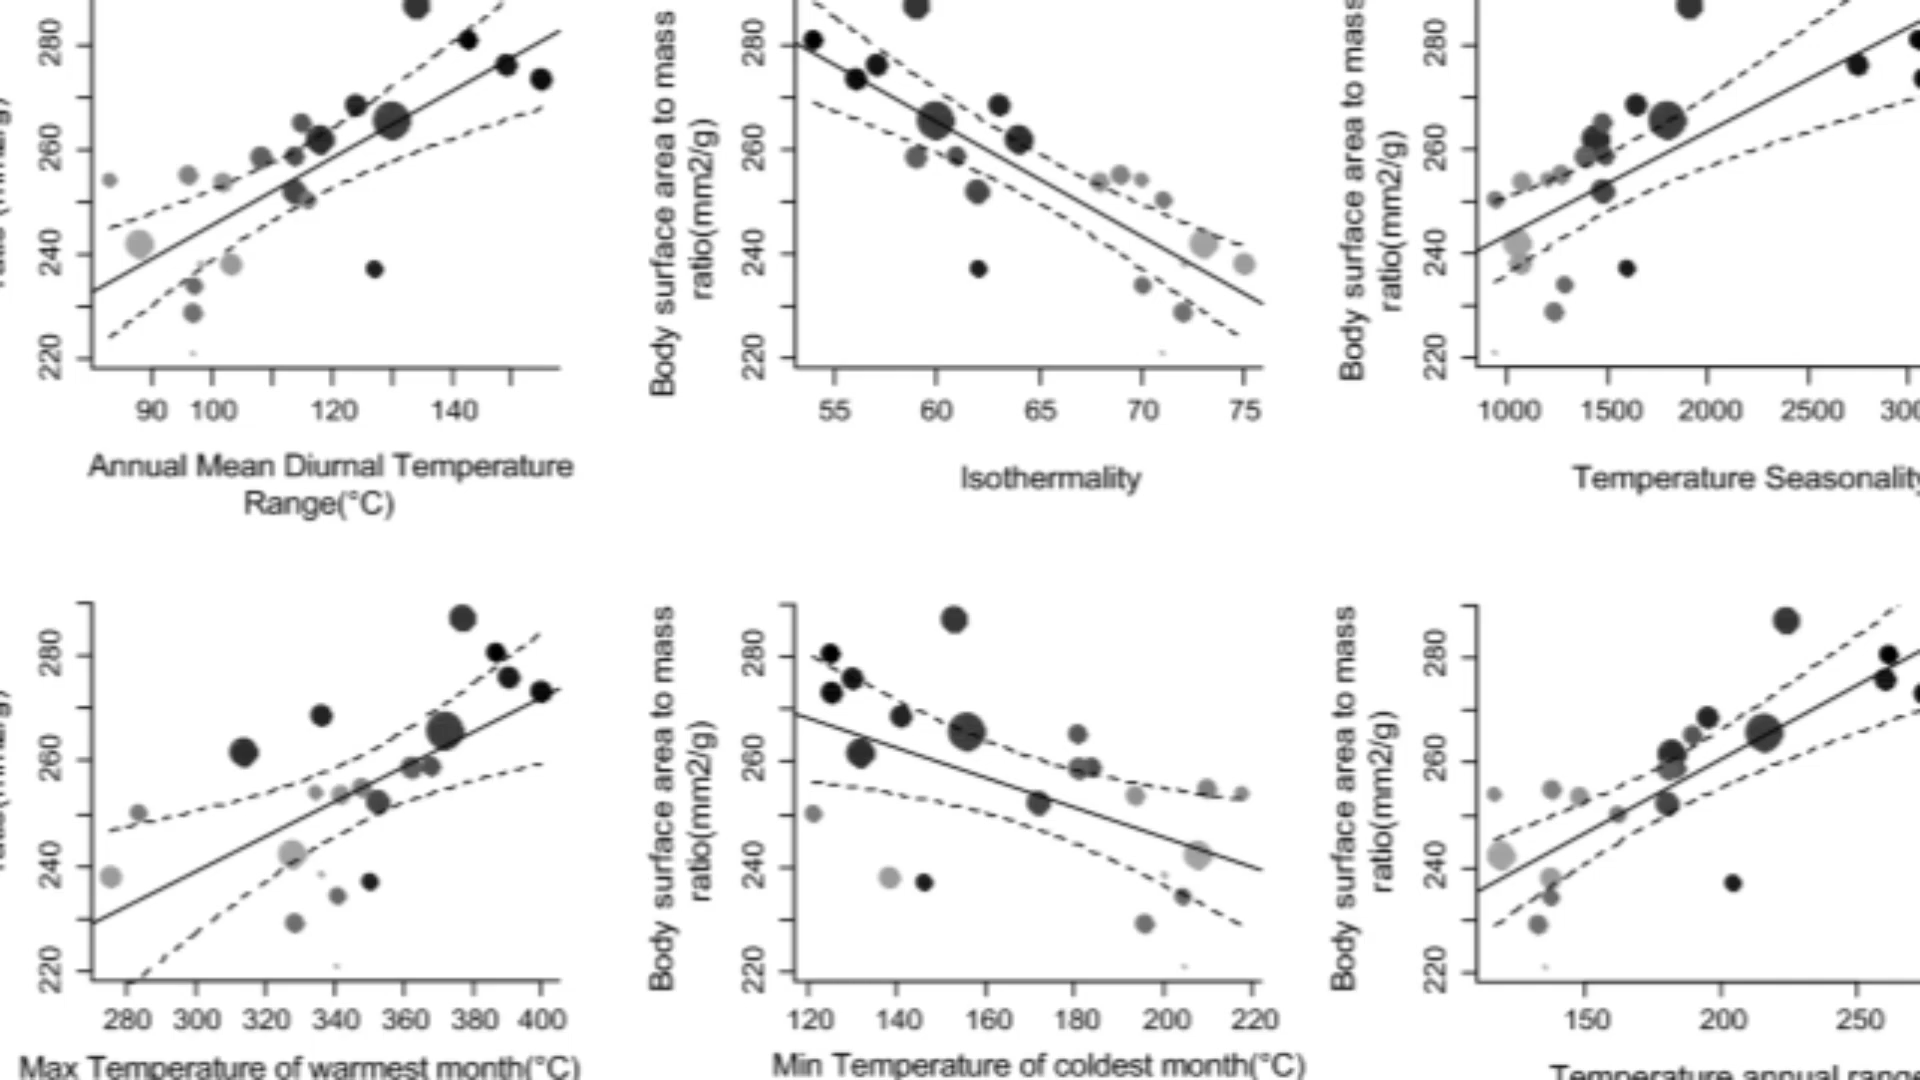 280
260
240
220
90 100 120 140
Annual Mean Diurnal Temperature
Range(°C)
Body surface area to mass
ratio(mm2/g)
280
260
240
220
55 60 65 70 75
Isothermality
Body surface area to mass
ratio(mm2/g)
280
260
240
220
1000 1500 2000 2500
Temperature Seasonality
280
260
240
220
280 300 320 340 360 380 400
Max Temperature of warmest month(°C)
Body surface area to mass
ratio(mm2/g)
280
260
240
220
120 140 160 180 200 220
Min Temperature of coldest month(°C)
Body surface area to mass
ratio(mm2/g)
280
260
240
220
150 200 250
Temperature annual range